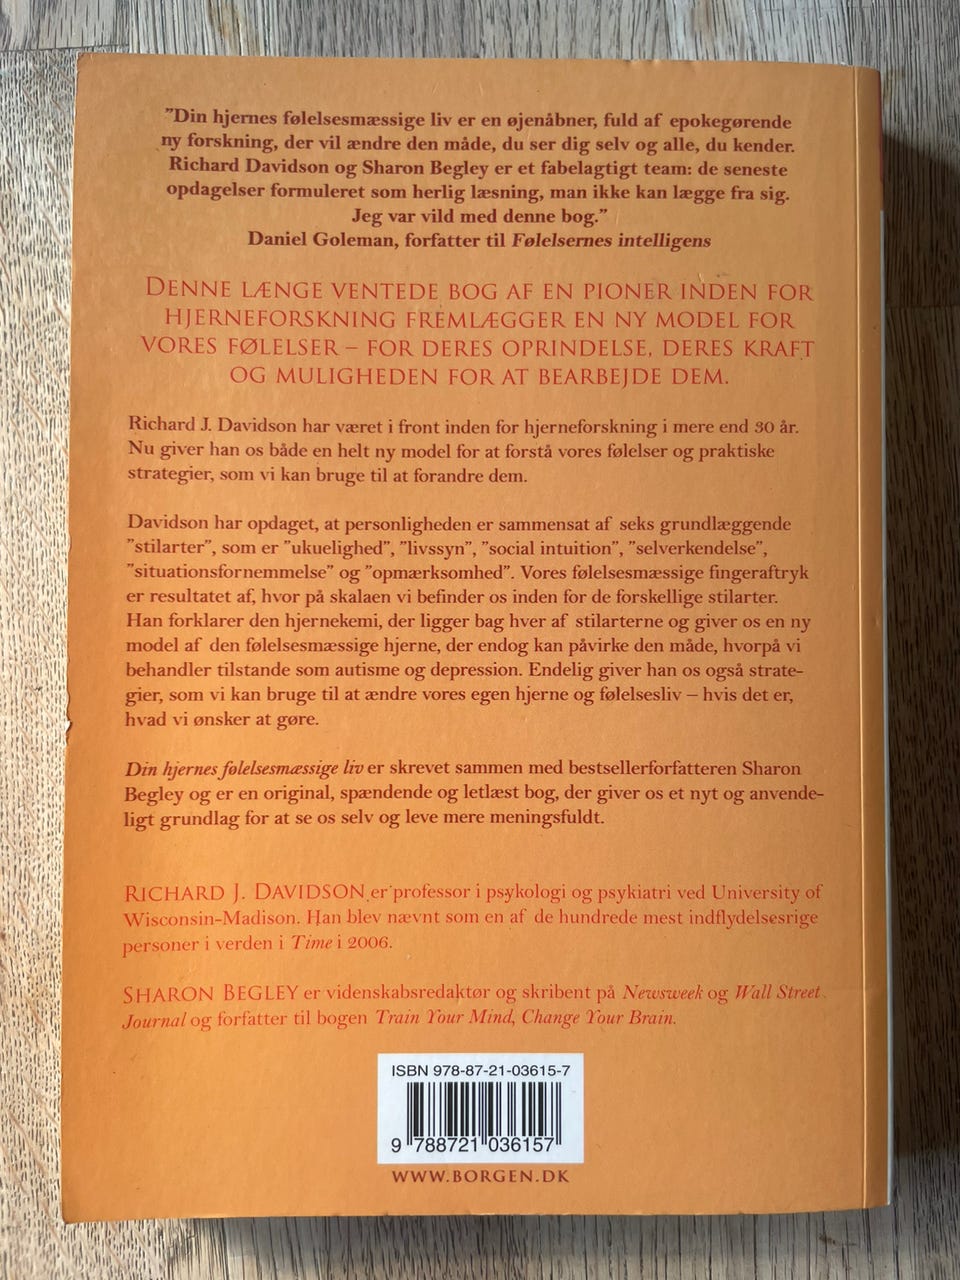 ”Din hjernes følelsesmæssige liv er en øjenåbner, fuld af epokegørende
ny forskning, der vil ændre den måde, du ser dig selv og alle, du kender.
Richard Davidson og Sharon Begley er et fabelagtigt team: de seneste
opdagelser formuleret som herlig læsning, man ikke kan lægge fra sig.
Jeg var vild med denne bog.”
Daniel Goleman, forfatter til Følelsernes intelligens
DENNE LÆNGE VENTEDE BOG AF EN PIONER INDEN FOR
HJERNEFORSKNING FREMLÆGGER EN NY MODEL FOR
VORES FØLELSER – FOR DERES OPRINDELSE, DERES KRAFT
OG MULIGHEDEN FOR AT BEARBEJDE DEM.
Richard J. Davidson har været i front inden for hjerneforskning i mere end 30 år.
Nu giver han os både en helt ny model for at forstå vores følelser og praktiske
strategier, som vi kan bruge til at forandre dem.
Davidson har opdaget, at personligheden er sammensat af seks grundlæggende
”stilarter”, som er ”ukuelighed”, ”livssyn”, ”social intuition”, ”selverkendelse”,
”situationsfornemmelse” og ”opmærksomhed”. Vores følelsesmæssige fingeraftryk
er resultatet af, hvor på skalaen vi befinder os inden for de forskellige stilarter.
Han forklarer den hjernekemi, der ligger bag hver af stilarterne og giver os en ny
model af den følelsesmæssige hjerne, der endog kan påvirke den måde, hvorpå vi
behandler tilstande som autisme og depression. Endelig giver han os også strate-
gier, som vi kan bruge til at ændre vores egen hjerne og følelsesliv – hvis det er,
hvad vi ønsker at gøre.
Din hjernes følelsesmæssige liv er skrevet sammen med bestsellerforfatteren Sharon
Begley og er en original, spændende og letlæst bog, der giver os et nyt og anvende-
ligt grundlag for at se os selv og leve mere meningsfuldt.
RICHARD J. DAVIDSON er professor i psykologi og psykiatri ved University of
Wisconsin-Madison. Han blev nævnt som en af de hundrede mest indflydelsesrige
personer i verden i Time i 2006.
SHARON BEGLEY er videnskabsredaktør og skribent på Newsweek og Wall Street
Journal og forfatter til bogen Train Your Mind, Change Your Brain.
ISBN 978-87-21-03615-7
9 788721 036157
WWW.BORGEN.DK